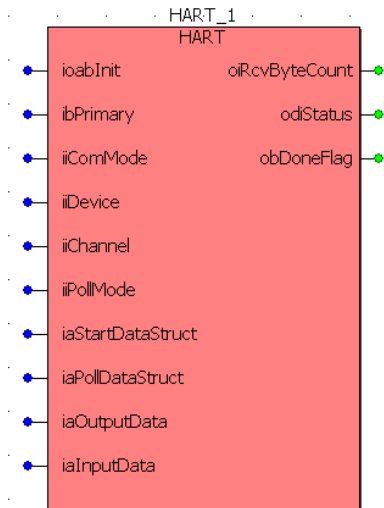 HART_1
HART
ioabInit oiRcvByteCount
ibPrimary odiStatus
iiComMode obDoneFlag
iiDevice
iiChannel
iiPollMode
iaStartDataStruct
iaPollDataStruct
iaOutputData
iaInputData